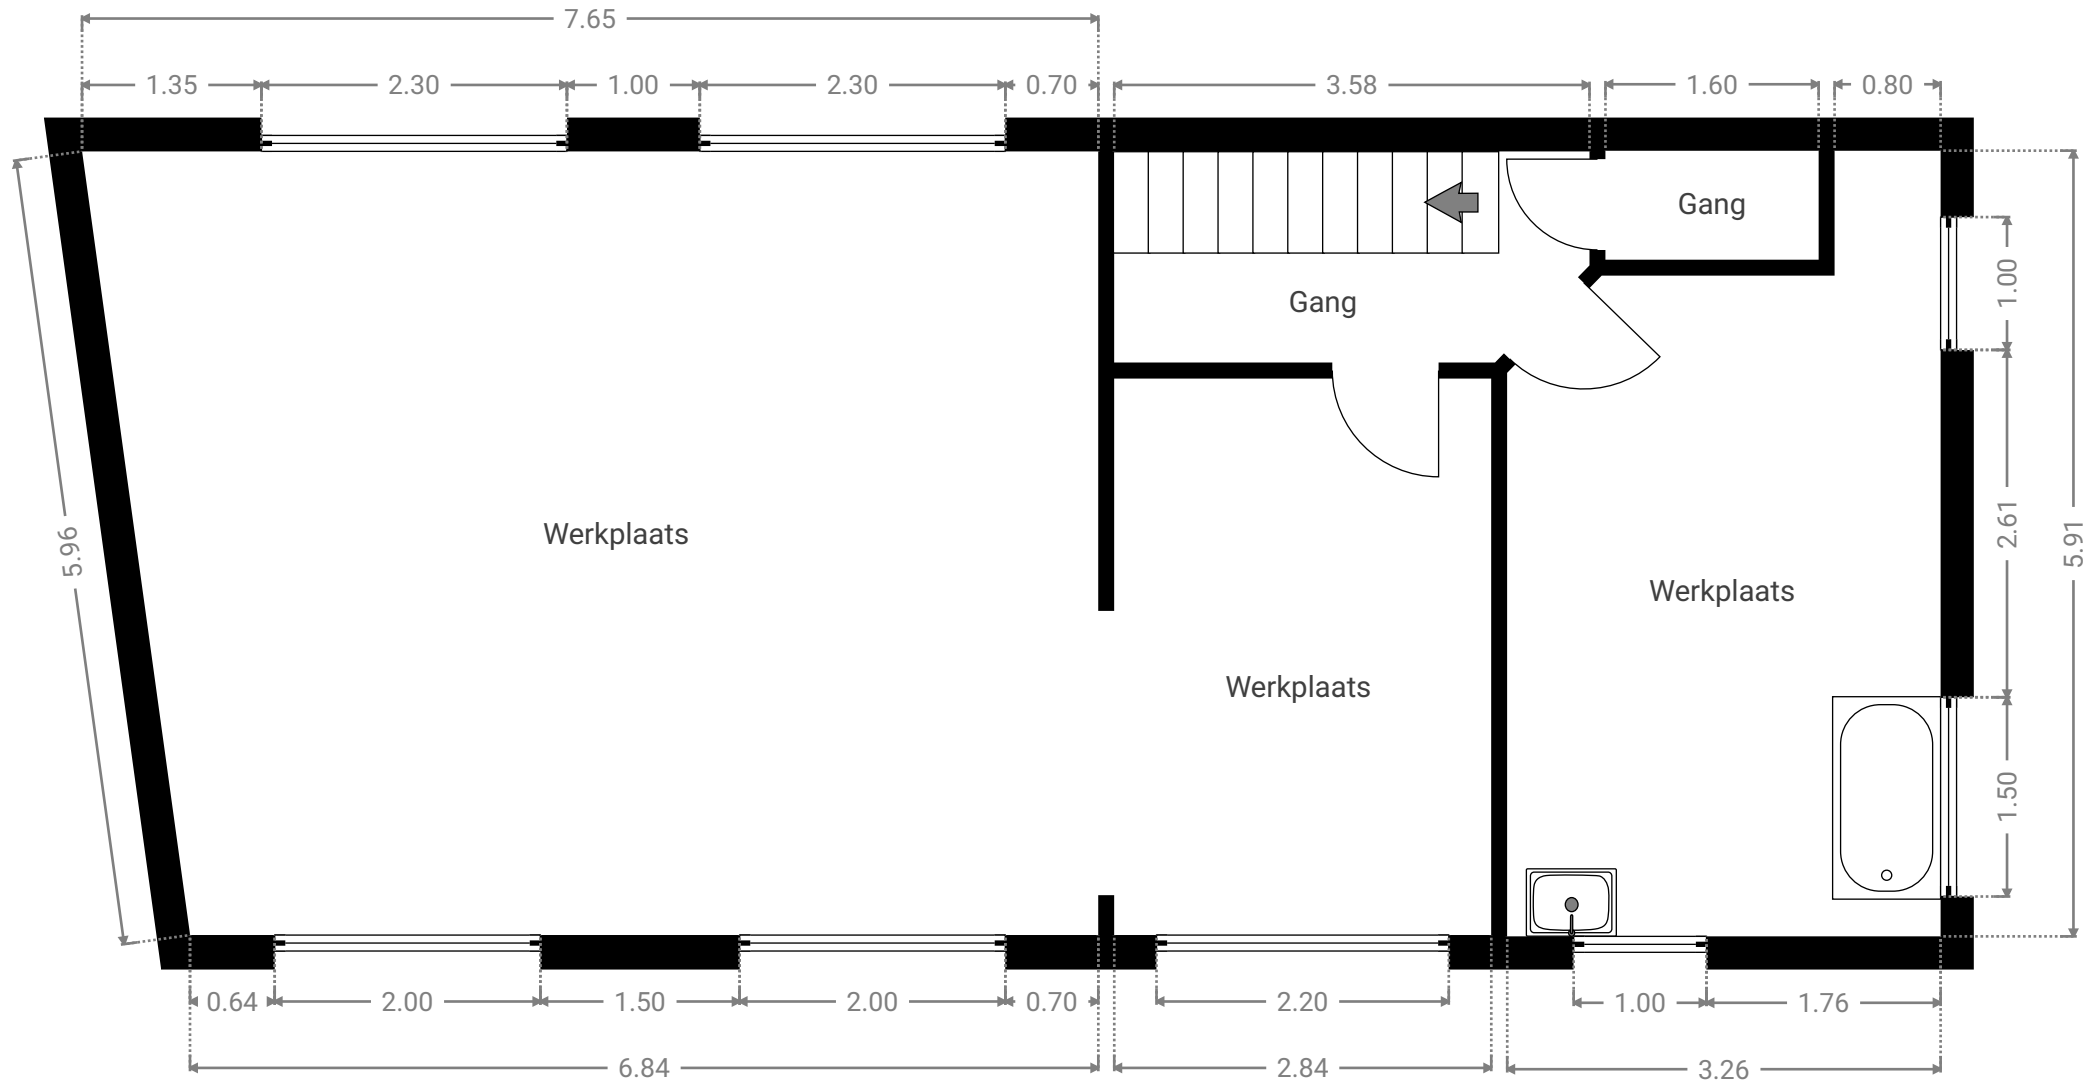 7.65
1.35 2.30 1.00 2.30 0.70 3.58 1.60 0.80
Gang
Gang
1.00
Werkplaats
5.96
2.61
5.91
Werkplaats
Werkplaats
1.50
0.64 2.00 1.50 2.00 0.70 2.20 1.00 1.76
6.84 2.84 3.26